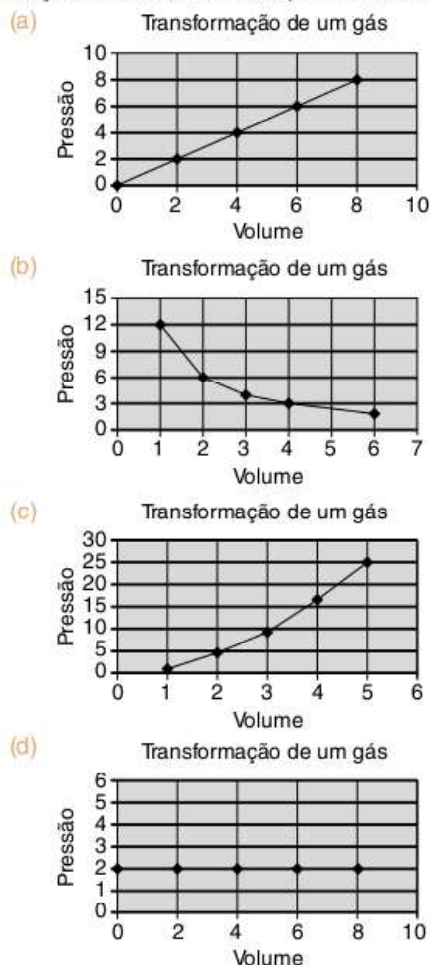 (a) Transformação de um gás
10
8
6
4
2
0
Pressão
0 2 4 6 8 10
Volume
(b) Transformação de um gás
15
12
9
6
3
0
Pressão
0 1 2 3 4 5 6 7
Volume
(c) Transformação de um gás
30
25
20
15
10
5
0
Pressão
0 1 2 3 4 5 6
Volume
(d) Transformação de um gás
6
5
4
3
2
1
0
Pressão
0 2 4 6 8 10
Volume